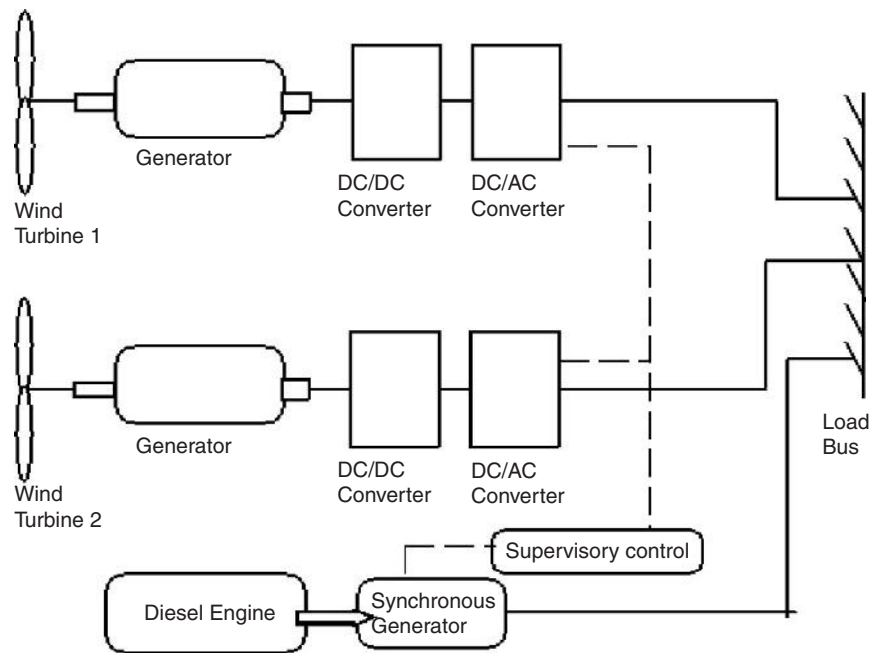 Generator
DC/DC
Converter
DC/AC
Converter
Wind
Turbine 1
Generator
DC/DC
Converter
DC/AC
Converter
Load
Bus
Wind
Turbine 2
Supervisory control
Diesel Engine
Synchronous
Generator